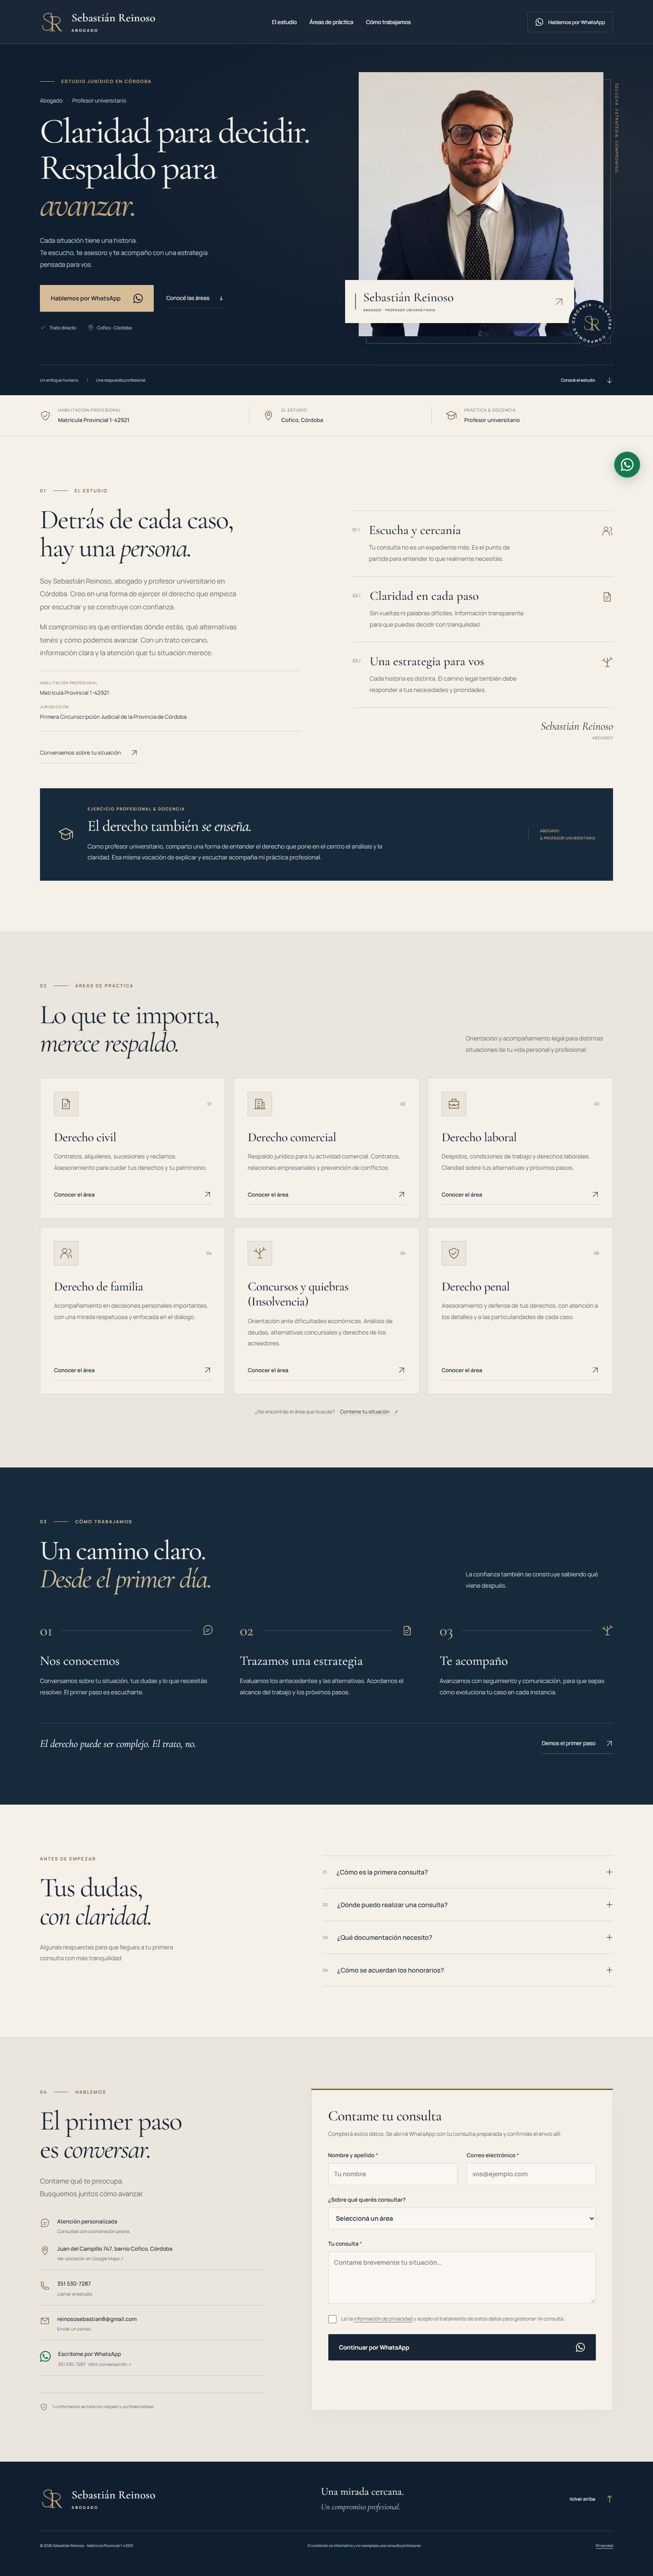 Sebastián Reinoso
ABOGADO
El estudio
Áreas de práctica
Cómo trabajamos
Hablemos por WhatsApp
ESTUDIO JURÍDICO EN CÓRDOBA
Abogado · Profesor universitario
Claridad para decidir.
Respaldo para
avanzar.
Cada situación tiene una historia.
Te escucho, te asesoro y te acompaño con una estrategia
pensada para vos.
Hablemos por WhatsApp
Conocé las áreas ↓
Trato directo
Cofico · Córdoba
ESCUCHA. ESTRATEGIA. COMPROMISO.
Sebastián Reinoso
ABOGADO · PROFESOR UNIVERSITARIO
SR
Un enfoque humano. / Una respuesta profesional.
Conocé el estudio ↓
HABILITACIÓN PROFESIONAL
Matrícula Provincial 1-42921
EL ESTUDIO
Cofico, Córdoba
PRÁCTICA & DOCENCIA
Profesor universitario
01 EL ESTUDIO
Detrás de cada caso,
hay una persona.
Soy Sebastián Reinoso, abogado y profesor universitario en
Córdoba. Creo en una forma de ejercer el derecho que empieza
por escuchar y se construye con confianza.
Mi compromiso es que entiendas dónde estás, qué alternativas
tenés y cómo podemos avanzar. Con un trato cercano,
información clara y la atención que tu situación merece.
HABILITACIÓN PROFESIONAL
Matrícula Provincial 1-42921
JURISDICCIÓN
Primera Circunscripción Judicial de la Provincia de Córdoba
Conversemos sobre tu situación
01 / Escucha y cercanía
Tu consulta no es un expediente más. Es el punto de
partida para entender lo que realmente necesitás.
02 / Claridad en cada paso
Sin vueltas ni palabras difíciles. Información transparente
para que puedas decidir con tranquilidad.
03 / Una estrategia para vos
Cada historia es distinta. El camino legal también debe
responder a tus necesidades y prioridades.
Sebastián Reinoso
ABOGADO
EJERCICIO PROFESIONAL & DOCENCIA
El derecho también se enseña.
Como profesor universitario, comparto una forma de entender el derecho que pone en el centro el análisis y la
claridad. Esa misma vocación de explicar y escuchar acompaña mi práctica profesional.
ABOGADO
& PROFESOR UNIVERSITARIO
02 ÁREAS DE PRÁCTICA
Lo que te importa,
merece respaldo.
Orientación y acompañamiento legal para distintas
situaciones de tu vida personal y profesional.
01
Derecho civil
Contratos, alquileres, sucesiones y reclamos.
Asesoramiento para cuidar tus derechos y tu patrimonio.
Conocer el área
02
Derecho comercial
Respaldo jurídico para tu actividad comercial. Contratos,
relaciones empresariales y prevención de conflictos.
Conocer el área
03
Derecho laboral
Despidos, condiciones de trabajo y derechos laborales.
Claridad sobre tus alternativas y próximos pasos.
Conocer el área
04
Derecho de familia
Acompañamiento en decisiones personales importantes,
con una mirada respetuosa y enfocada en el diálogo.
Conocer el área
05
Concursos y quiebras
(Insolvencia)
Orientación ante dificultades económicas. Análisis de
deudas, alternativas concursales y derechos de los
acreedores.
Conocer el área
06
Derecho penal
Asesoramiento y defensa de tus derechos, con atención a
los detalles y a las particularidades de cada caso.
Conocer el área
¿No encontrás el área que buscás? Contame tu situación ↗
03 CÓMO TRABAJAMOS
Un camino claro.
Desde el primer día.
La confianza también se construye sabiendo qué
viene después.
01
Nos conocemos
Conversamos sobre tu situación, tus dudas y lo que necesitás
resolver. El primer paso es escucharte.
02
Trazamos una estrategia
Evaluamos los antecedentes y las alternativas. Acordamos el
alcance del trabajo y los próximos pasos.
03
Te acompaño
Avanzamos con seguimiento y comunicación, para que sepas
cómo evoluciona tu caso en cada instancia.
El derecho puede ser complejo. El trato, no.
Demos el primer paso
ANTES DE EMPEZAR
Tus dudas,
con claridad.
Algunas respuestas para que llegues a tu primera
consulta con más tranquilidad.
01 ¿Cómo es la primera consulta?
02 ¿Dónde puedo realizar una consulta?
03 ¿Qué documentación necesito?
04 ¿Cómo se acuerdan los honorarios?
04 HABLEMOS
El primer paso
es conversar.
Contame qué te preocupa.
Busquemos juntos cómo avanzar.
Atención personalizada
Consultas con coordinación previa.
Juan del Campillo 747, barrio Cofico, Córdoba
Ver ubicación en Google Maps ↗
351 530-7287
Llamar al estudio
reinososebastian8@gmail.com
Enviar un correo
Escribime por WhatsApp
351 530-7287 · Abrir conversación ↗
Tu información se trata con respeto y confidencialidad.
Contame tu consulta
Completá estos datos. Se abrirá WhatsApp con tu consulta preparada y confirmás el envío allí.
Nombre y apellido *
Tu nombre
Correo electrónico *
vos@ejemplo.com
¿Sobre qué querés consultar?
Seleccioná un área
Tu consulta *
Contame brevemente tu situación...
Leí la información de privacidad y acepto el tratamiento de estos datos para gestionar mi consulta.
Continuar por WhatsApp
Sebastián Reinoso
ABOGADO
Una mirada cercana.
Un compromiso profesional.
Volver arriba ↑
© 2026 Sebastián Reinoso. · Matrícula Provincial 1-42921
El contenido es informativo y no reemplaza una consulta profesional.
Privacidad